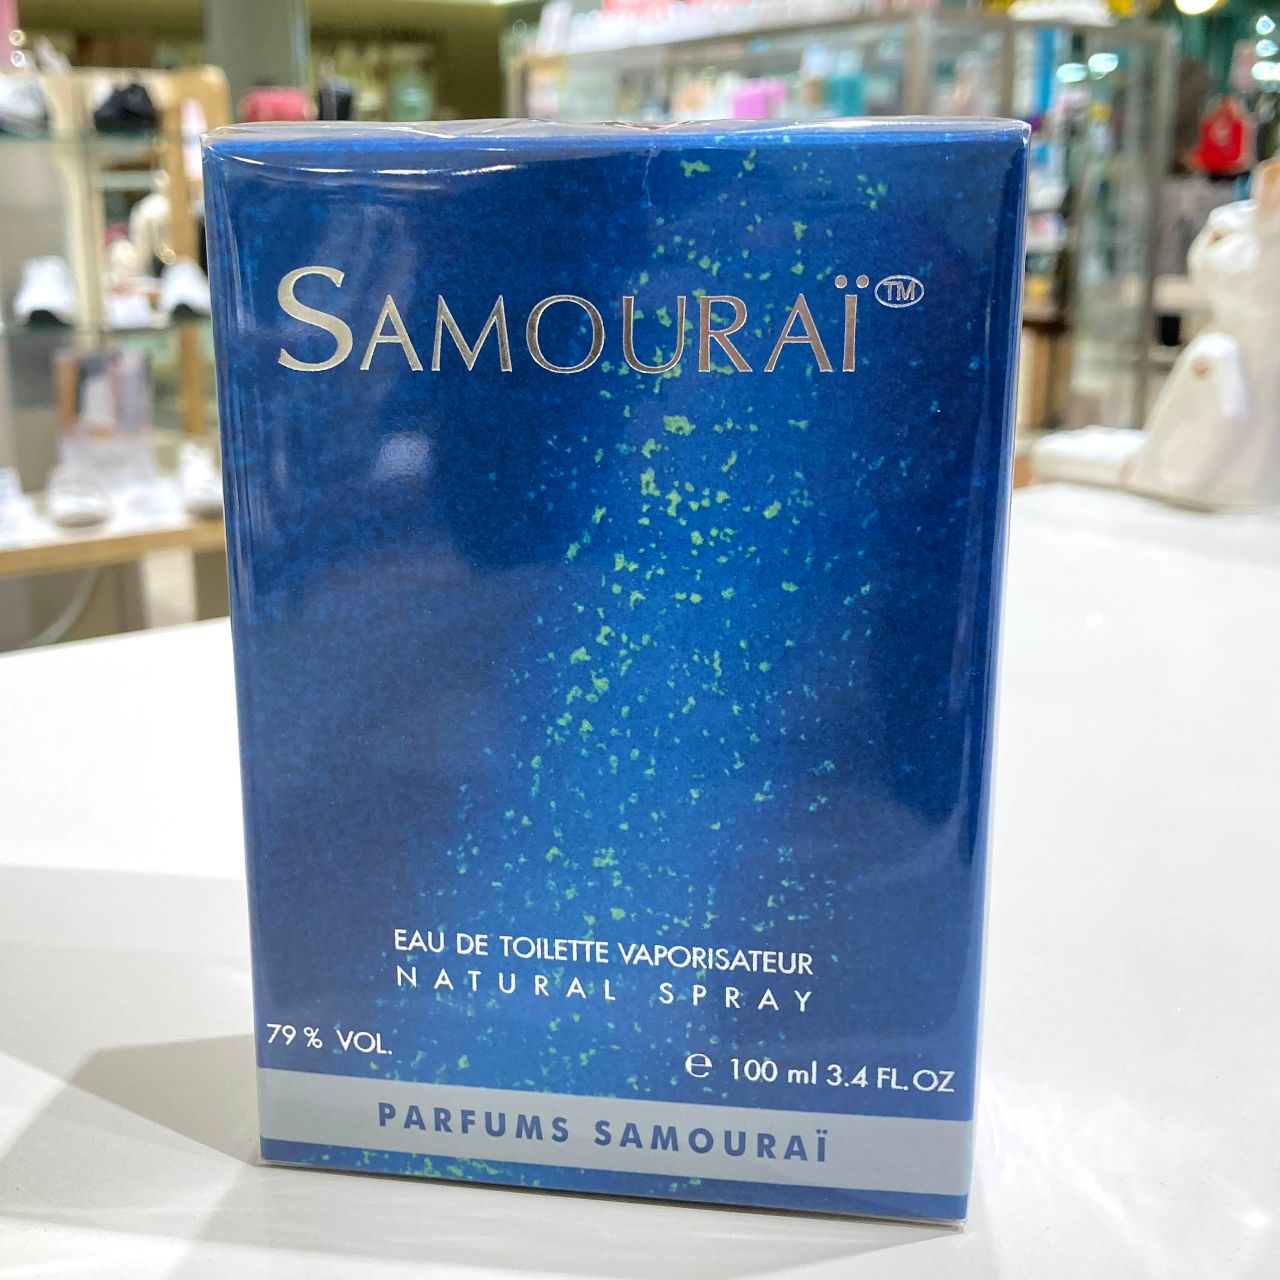 SAMOURAÏ™
EAU DE TOILETTE VAPORISATEUR
NATURAL SPRAY
79% VOL.
℮ 100 ml 3.4 FL.OZ
PARFUMS SAMOURAÏ